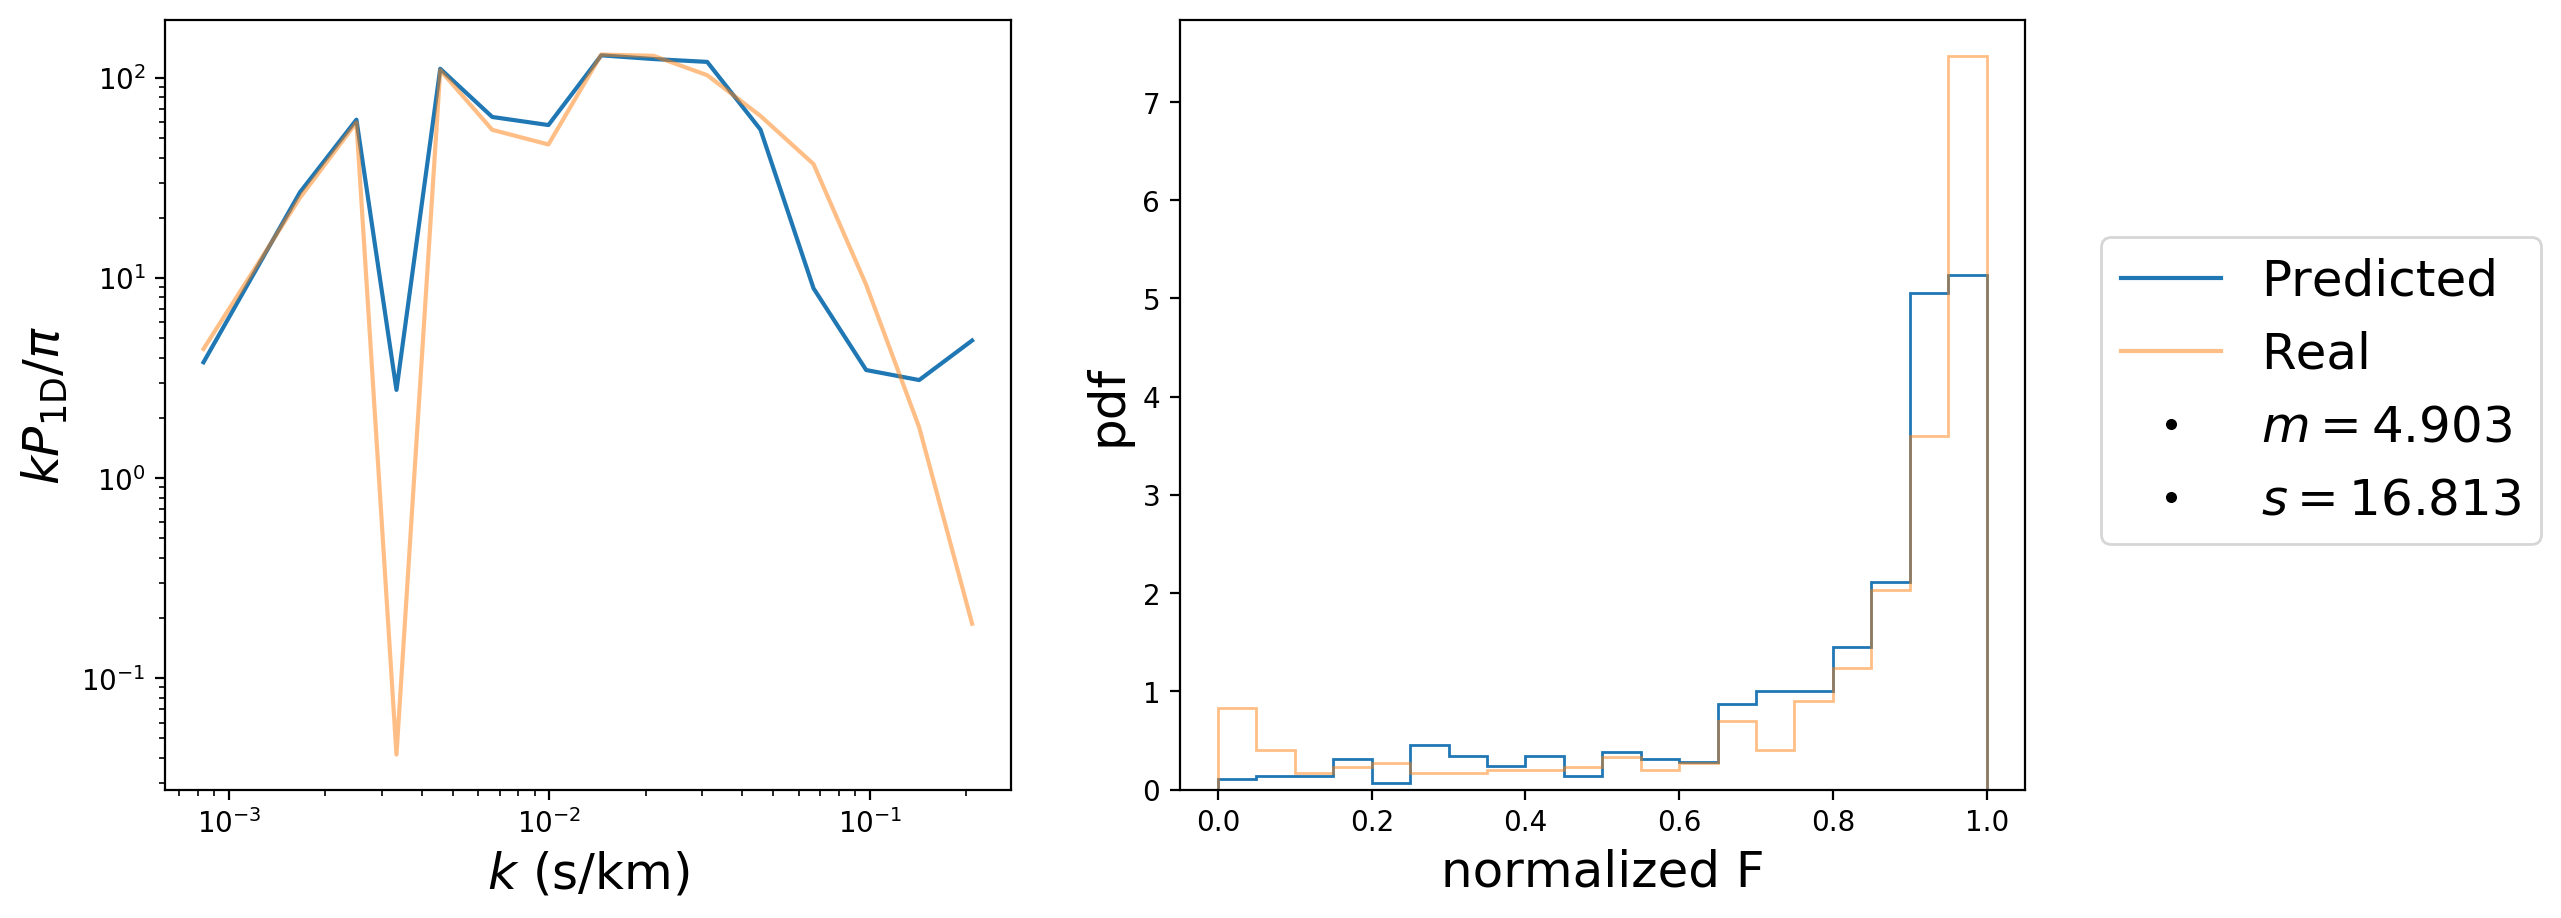 10²
10¹
10⁰
10⁻¹
kP₁D/π
10⁻³ 10⁻² 10⁻¹
k (s/km)
7
6
5
4
3
2
1
0
pdf
0.0 0.2 0.4 0.6 0.8 1.0
normalized F
Predicted
Real
m = 4.903
s = 16.813